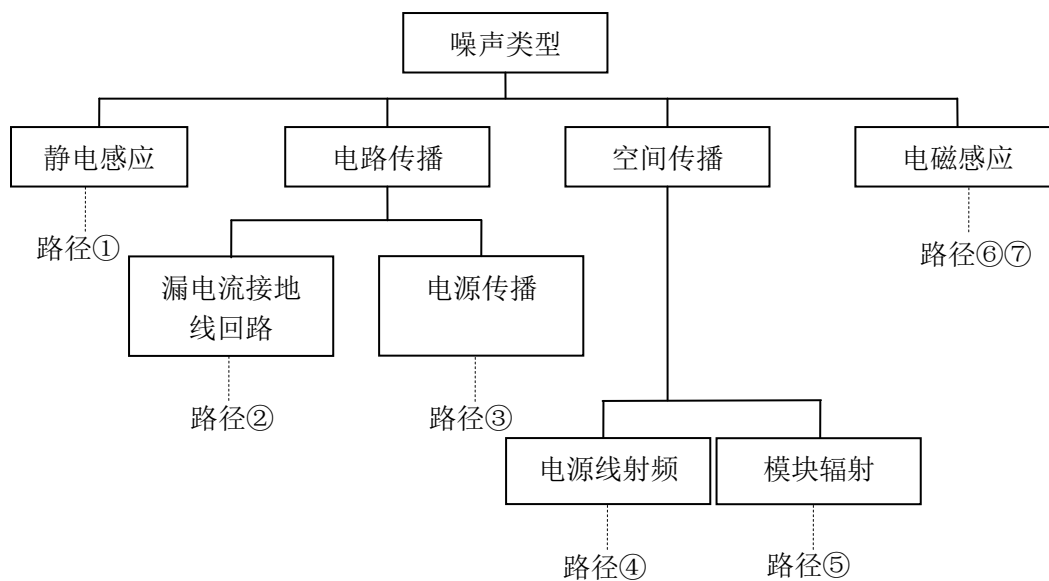 噪声类型
静电感应
电路传播
空间传播
电磁感应
路径①
路径⑥⑦
漏电流接地
线回路
电源传播
路径②
路径③
电源线射频
模块辐射
路径④
路径⑤